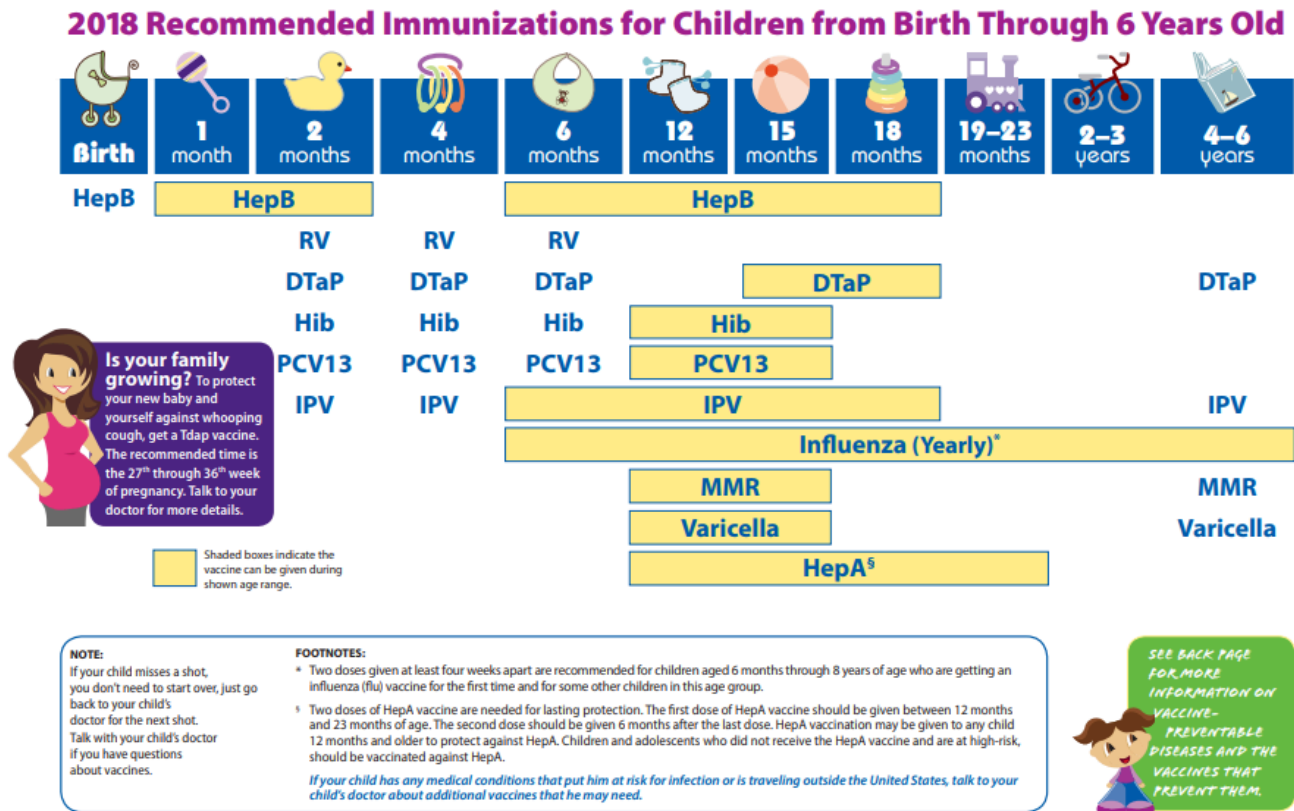 2018 Recommended Immunizations for Children from Birth Through 6 Years Old
Birth
1
month
2
months
4
months
6
months
12
months
15
months
18
months
19–23
months
2–3
years
4–6
years
HepB HepB HepB
RV RV RV
DTaP DTaP DTaP DTaP DTaP
Hib Hib Hib Hib
PCV13 PCV13 PCV13 PCV13
IPV IPV IPV IPV
Influenza (Yearly)*
MMR MMR
Varicella Varicella
HepA§
Is your family
growing? To protect
your new baby and
yourself against whooping
cough, get a Tdap vaccine.
The recommended time is
the 27th through 36th week
of pregnancy. Talk to your
doctor for more details.
Shaded boxes indicate the
vaccine can be given during
shown age range.
NOTE:
If your child misses a shot,
you don't need to start over, just go
back to your child's
doctor for the next shot.
Talk with your child's doctor
if you have questions
about vaccines.
FOOTNOTES:
* Two doses given at least four weeks apart are recommended for children aged 6 months through 8 years of age who are getting an
influenza (flu) vaccine for the first time and for some other children in this age group.
§ Two doses of HepA vaccine are needed for lasting protection. The first dose of HepA vaccine should be given between 12 months
and 23 months of age. The second dose should be given 6 months after the last dose. HepA vaccination may be given to any child
12 months and older to protect against HepA. Children and adolescents who did not receive the HepA vaccine and are at high-risk,
should be vaccinated against HepA.
If your child has any medical conditions that put him at risk for infection or is traveling outside the United States, talk to your
child's doctor about additional vaccines that he may need.
SEE BACK PAGE
FOR MORE
INFORMATION ON
VACCINE-
PREVENTABLE
DISEASES AND THE
VACCINES THAT
PREVENT THEM.